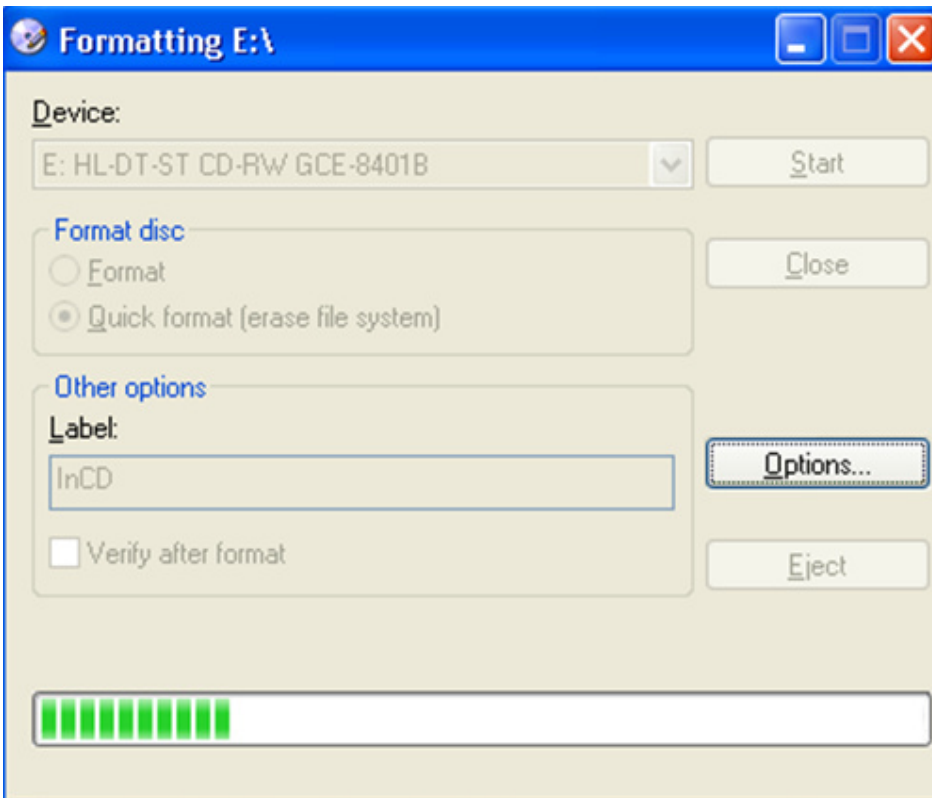 Formatting E:\
Device:
E: HL-DT-ST CD-RW GCE-8401B
Start
Format disc
Format
Close
Quick format (erase file system)
Other options
Label:
InCD
Options...
Verify after format
Eject